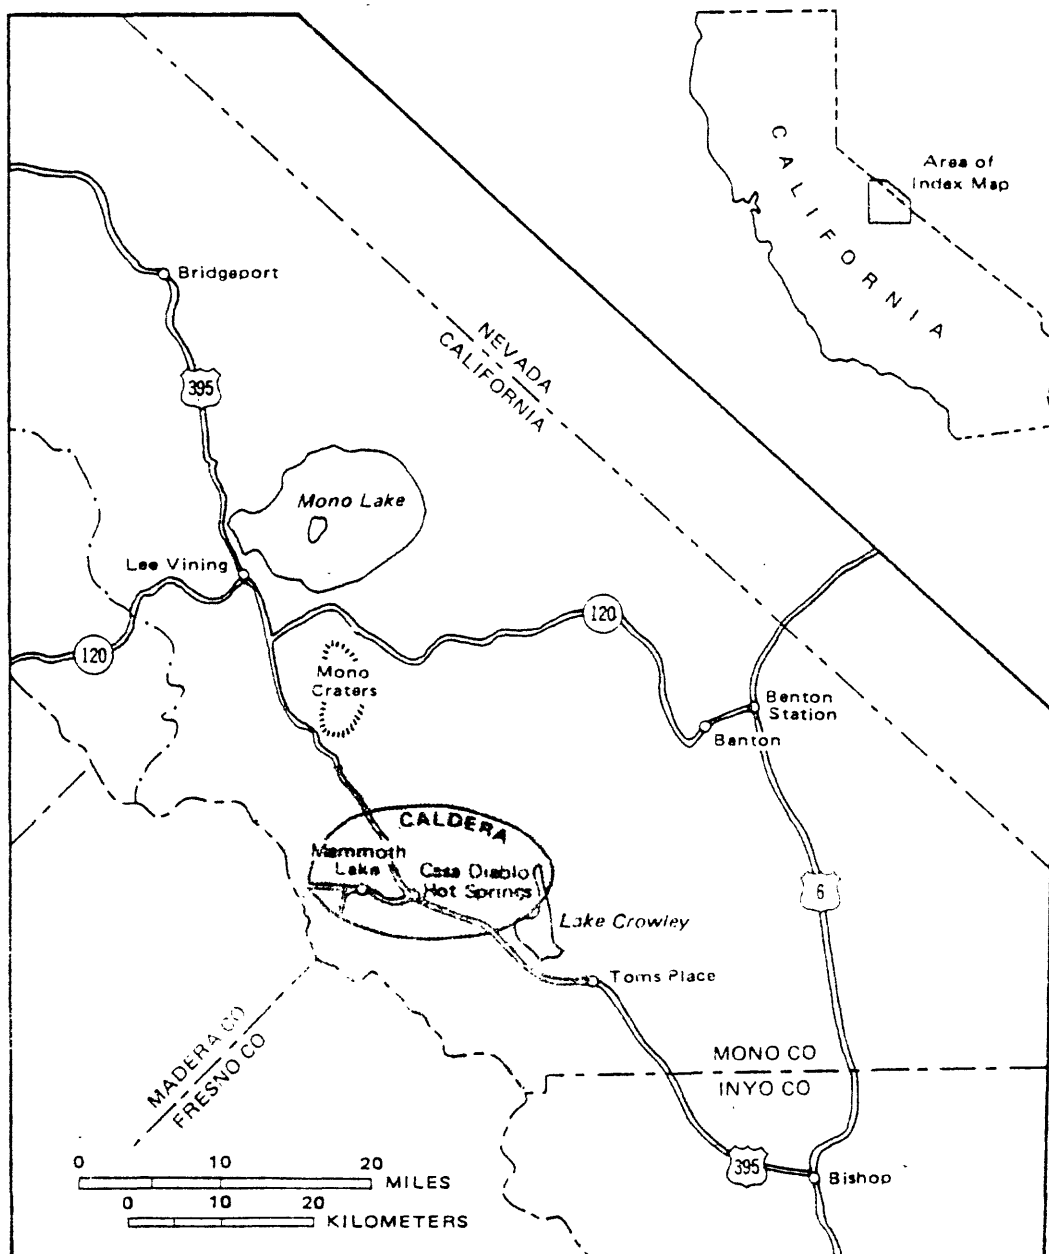 CALIFORNIA
Area of
Index Map
Bridgeport
395
NEVADA
CALIFORNIA
Mono Lake
Lee Vining
120
120
Mono
Craters
Benton
Station
Benton
CALDERA
Mammoth
Lake
Casa Diablo
Hot Springs
6
Lake Crowley
Toms Place
MADERA CO
FRESNO CO
MONO CO
INYO CO
395
Bishop
0 10 20
MILES
0 10 20
KILOMETERS